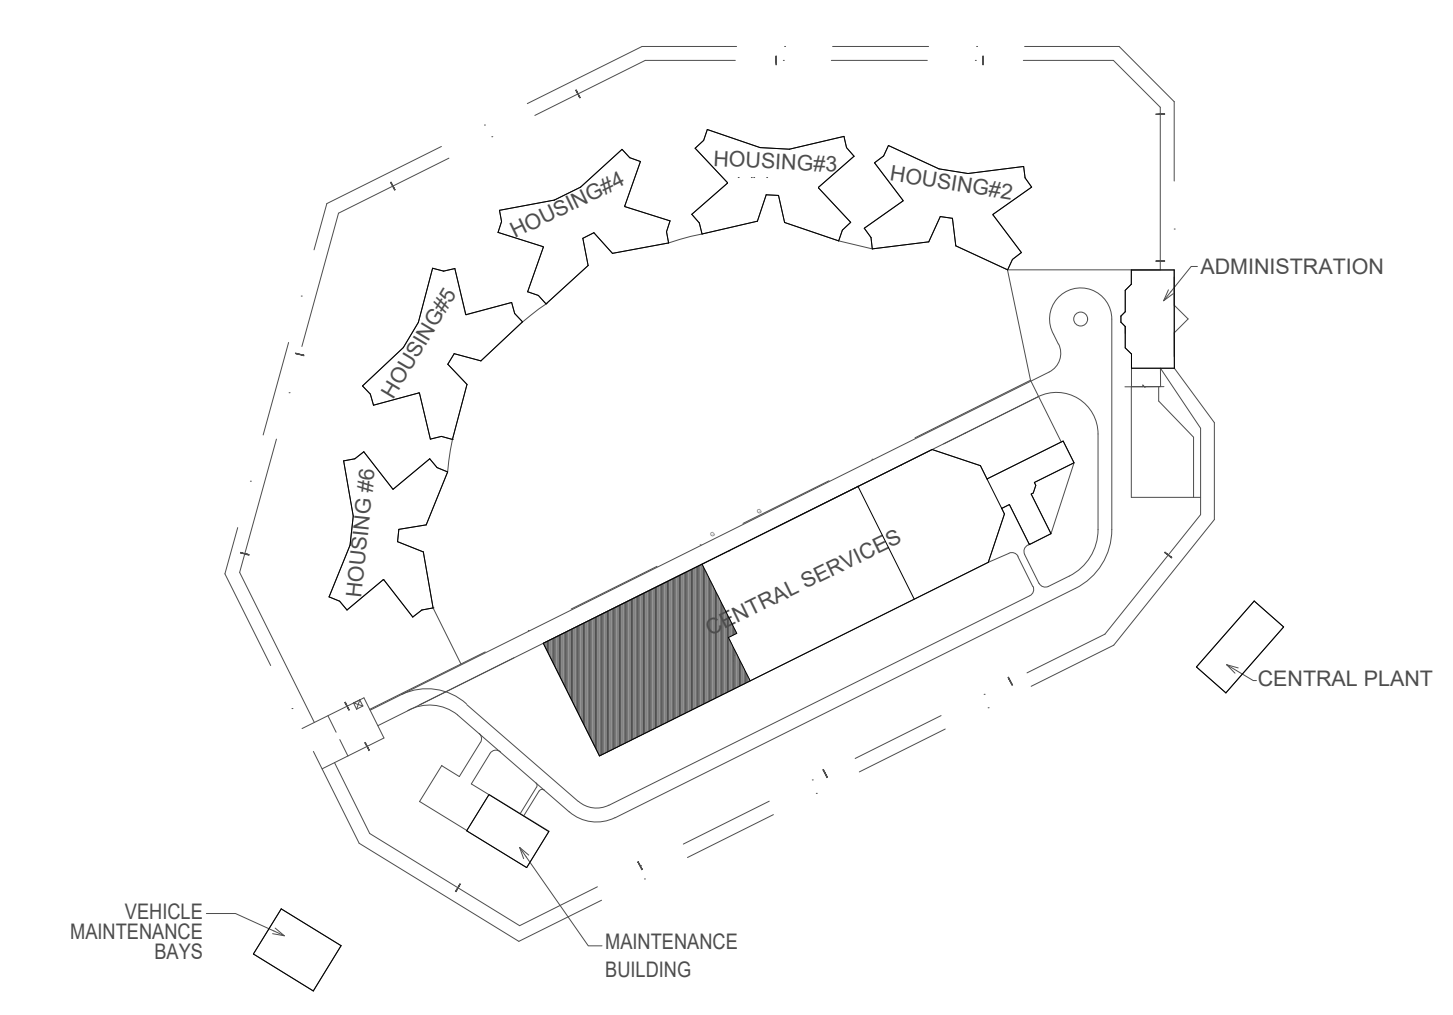 HOUSING#3
HOUSING#2
HOUSING#4
HOUSING#5
HOUSING #6
ADMINISTRATION
CENTRAL SERVICES
CENTRAL PLANT
VEHICLE
MAINTENANCE
BAYS
MAINTENANCE
BUILDING